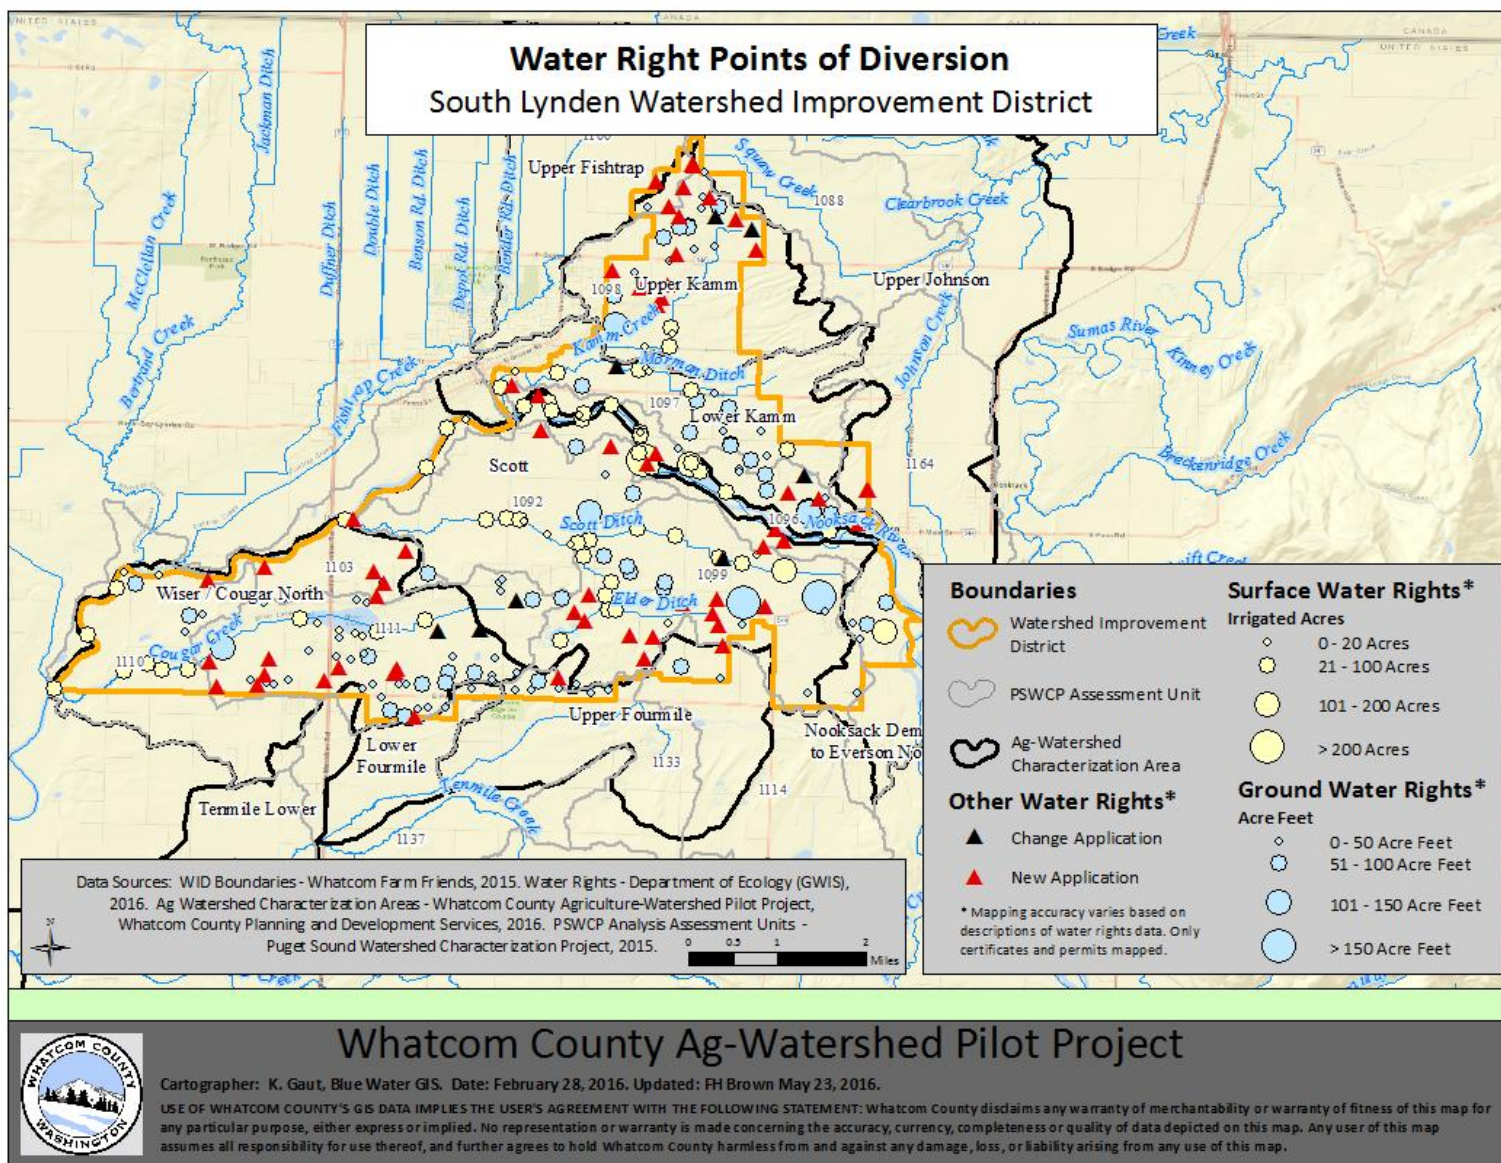 Water Right Points of Diversion
South Lynden Watershed Improvement District
UNITED STATES
CANADA
CANADA
UNITED STATES
Creek
Jackman Ditch
McClellan Creek
Bertrand Creek
Duffner Ditch
Double Ditch
Benson Rd. Ditch
Depot Rd. Ditch
Bender Rd. Ditch
Fishtrap Creek
Upper Fishtrap
Squaw Creek
1088
Clearbrook Creek
Upper Johnson
Johnson Creek
Sumas River
Kinney Creek
Breckenridge Creek
1098
Upper Kamm
Kamm Creek
Mormon Ditch
1097
Lower Kamm
1164
Scott
1092
Scott Ditch
1096
Nooksack River
1103
Wiser / Cougar North
1099
Elder Ditch
1111
Cougar Creek
1110
Upper Fourmile
Lower
Fourmile
Nooksack Dem
to Everson No
1133
1114
Tenmile Lower
Tenmile Creek
1137
Boundaries
Watershed Improvement
District
PSWCP Assessment Unit
Ag-Watershed
Characterization Area
Other Water Rights*
Change Application
New Application
* Mapping accuracy varies based on
descriptions of water rights data. Only
certificates and permits mapped.
Surface Water Rights*
Irrigated Acres
0 - 20 Acres
21 - 100 Acres
101 - 200 Acres
> 200 Acres
Ground Water Rights*
Acre Feet
0 - 50 Acre Feet
51 - 100 Acre Feet
101 - 150 Acre Feet
> 150 Acre Feet
Data Sources: WID Boundaries - Whatcom Farm Friends, 2015. Water Rights - Department of Ecology (GWIS),
2016. Ag Watershed Characterization Areas - Whatcom County Agriculture-Watershed Pilot Project,
Whatcom County Planning and Development Services, 2016. PSWCP Analysis Assessment Units -
Puget Sound Watershed Characterization Project, 2015.
N
0 0.5 1 2
Miles
Whatcom County Ag-Watershed Pilot Project
WHATCOM COUNTY
WASHINGTON
Cartographer: K. Gaut, Blue Water GIS. Date: February 28, 2016. Updated: FH Brown May 23, 2016.
USE OF WHATCOM COUNTY'S GIS DATA IMPLIES THE USER'S AGREEMENT WITH THE FOLLOWING STATEMENT: Whatcom County disclaims any warranty of merchantability or warranty of fitness of this map for
any particular purpose, either express or implied. No representation or warranty is made concerning the accuracy, currency, completeness or quality of data depicted on this map. Any user of this map
assumes all responsibility for use thereof, and further agrees to hold Whatcom County harmless from and against any damage, loss, or liability arising from any use of this map.